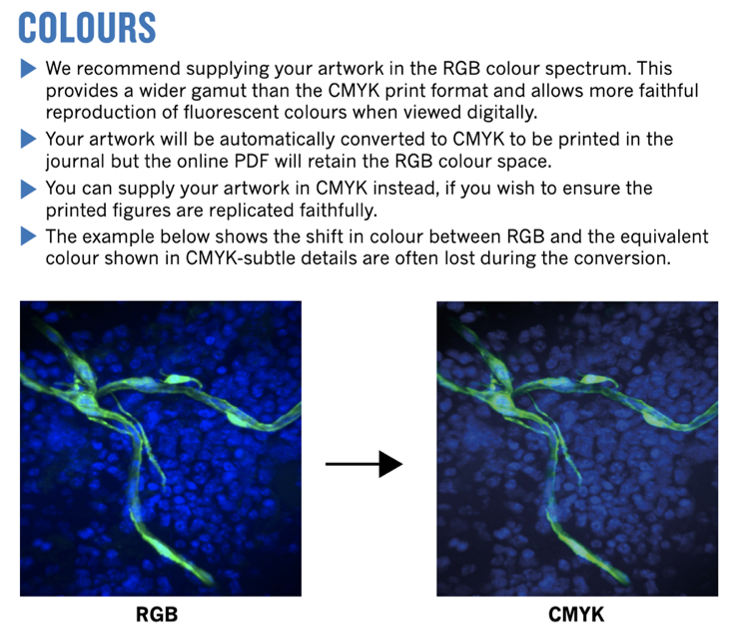 COLOURS
We recommend supplying your artwork in the RGB colour spectrum. This
provides a wider gamut than the CMYK print format and allows more faithful
reproduction of fluorescent colours when viewed digitally.
Your artwork will be automatically converted to CMYK to be printed in the
journal but the online PDF will retain the RGB colour space.
You can supply your artwork in CMYK instead, if you wish to ensure the
printed figures are replicated faithfully.
The example below shows the shift in colour between RGB and the equivalent
colour shown in CMYK-subtle details are often lost during the conversion.
RGB
CMYK